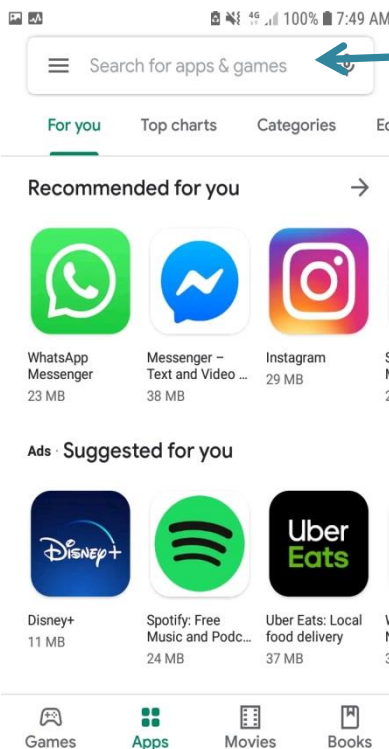 4G 100% 7:49 AM
Search for apps & games
For you Top charts Categories
Recommended for you
WhatsApp Messenger – Instagram
Messenger Text and Video ... 29 MB
23 MB 38 MB
Ads · Suggested for you
Disney+ Uber
Eats
Disney+ Spotify: Free Uber Eats: Local
11 MB Music and Podc... food delivery
24 MB 37 MB
Games Apps Movies Books